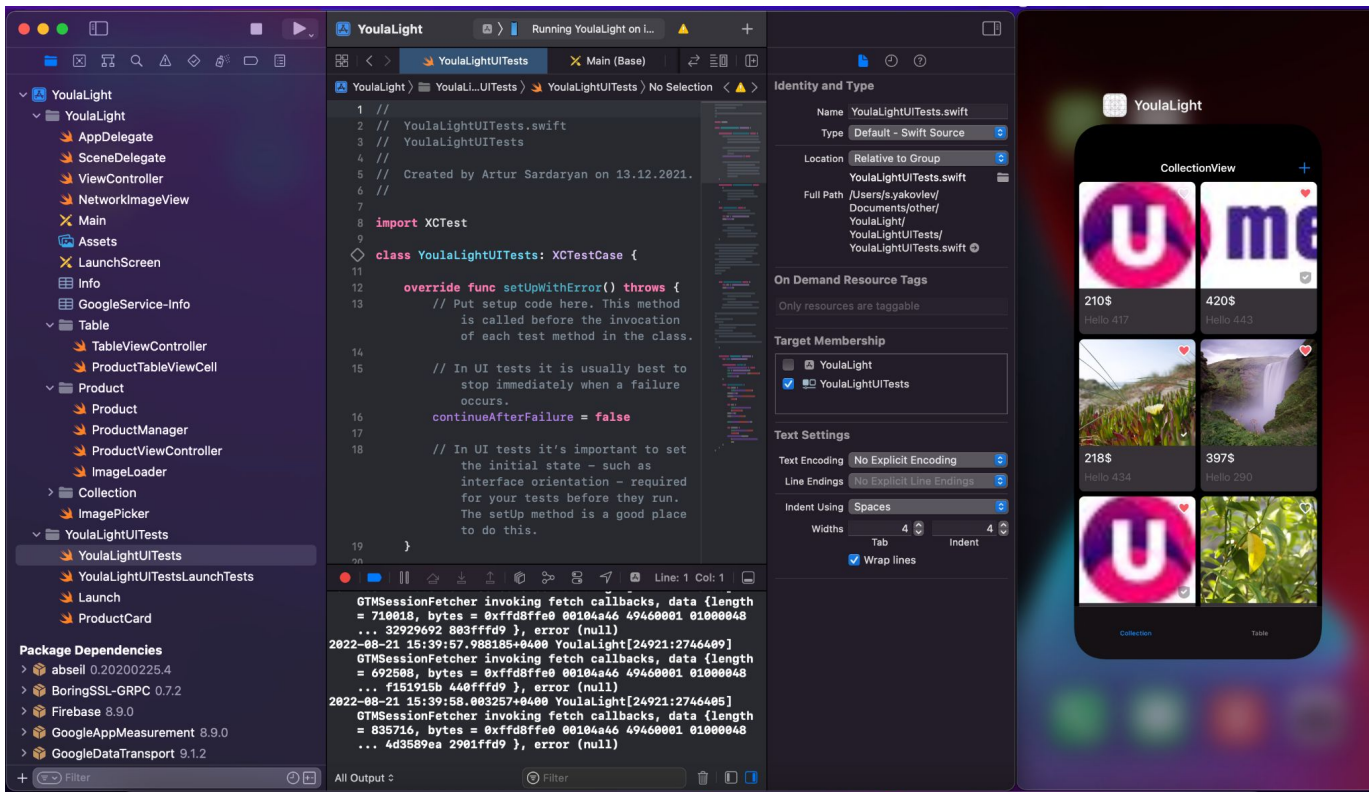 YoulaLight
YoulaLight
AppDelegate
SceneDelegate
ViewController
NetworkImageView
Main
Assets
LaunchScreen
Info
GoogleService-Info
Table
TableViewController
ProductTableViewCell
Product
Product
ProductManager
ProductViewController
ImageLoader
Collection
ImagePicker
YoulaLightUITests
YoulaLightUITests
YoulaLightUITestsLaunchTests
Launch
ProductCard
Package Dependencies
abseil 0.20200225.4
BoringSSL-GRPC 0.7.2
Firebase 8.9.0
GoogleAppMeasurement 8.9.0
GoogleDataTransport 9.1.2
Filter
YoulaLight
Running YoulaLight on i...
YoulaLightUITests
Main (Base)
YoulaLight
YoulaLi...UITests
YoulaLightUITests
No Selection
1 //
2 // YoulaLightUITests.swift
3 // YoulaLightUITests
4 //
5 // Created by Artur Sardaryan on 13.12.2021.
6 //
7
8 import XCTest
9
class YoulaLightUITests: XCTestCase {
11
12 override func setUpWithError() throws {
13 // Put setup code here. This method
is called before the invocation
of each test method in the class.
14
15 // In UI tests it is usually best to
stop immediately when a failure
occurs.
16 continueAfterFailure = false
17
18 // In UI tests it's important to set
the initial state – such as
interface orientation – required
for your tests before they run.
The setUp method is a good place
to do this.
19 }
20
Line: 1 Col: 1
GTMSessionFetcher invoking fetch callbacks, data {length
= 710018, bytes = 0xffd8ffe0 00104a46 49460001 01000048
... 32929692 803fffd9 }, error (null)
2022-08-21 15:39:57.988185+0400 YoulaLight[24921:2746409]
GTMSessionFetcher invoking fetch callbacks, data {length
= 692508, bytes = 0xffd8ffe0 00104a46 49460001 01000048
... f151915b 440fffd9 }, error (null)
2022-08-21 15:39:58.003257+0400 YoulaLight[24921:2746405]
GTMSessionFetcher invoking fetch callbacks, data {length
= 835716, bytes = 0xffd8ffe0 00104a46 49460001 01000048
... 4d3589ea 2901ffd9 }, error (null)
All Output
Filter
Identity and Type
Name YoulaLightUITests.swift
Type Default - Swift Source
Location Relative to Group
YoulaLightUITests.swift
Full Path /Users/s.yakovlev/
Documents/other/
YoulaLight/
YoulaLightUITests/
YoulaLightUITests.swift
On Demand Resource Tags
Only resources are taggable
Target Membership
YoulaLight
YoulaLightUITests
Text Settings
Text Encoding No Explicit Encoding
Line Endings No Explicit Line Endings
Indent Using Spaces
Widths 4 4
Tab Indent
Wrap lines
YoulaLight
CollectionView +
U
me
210$ 420$
Hello 417 Hello 443
218$ 397$
Hello 434 Hello 290
U
Collection Table